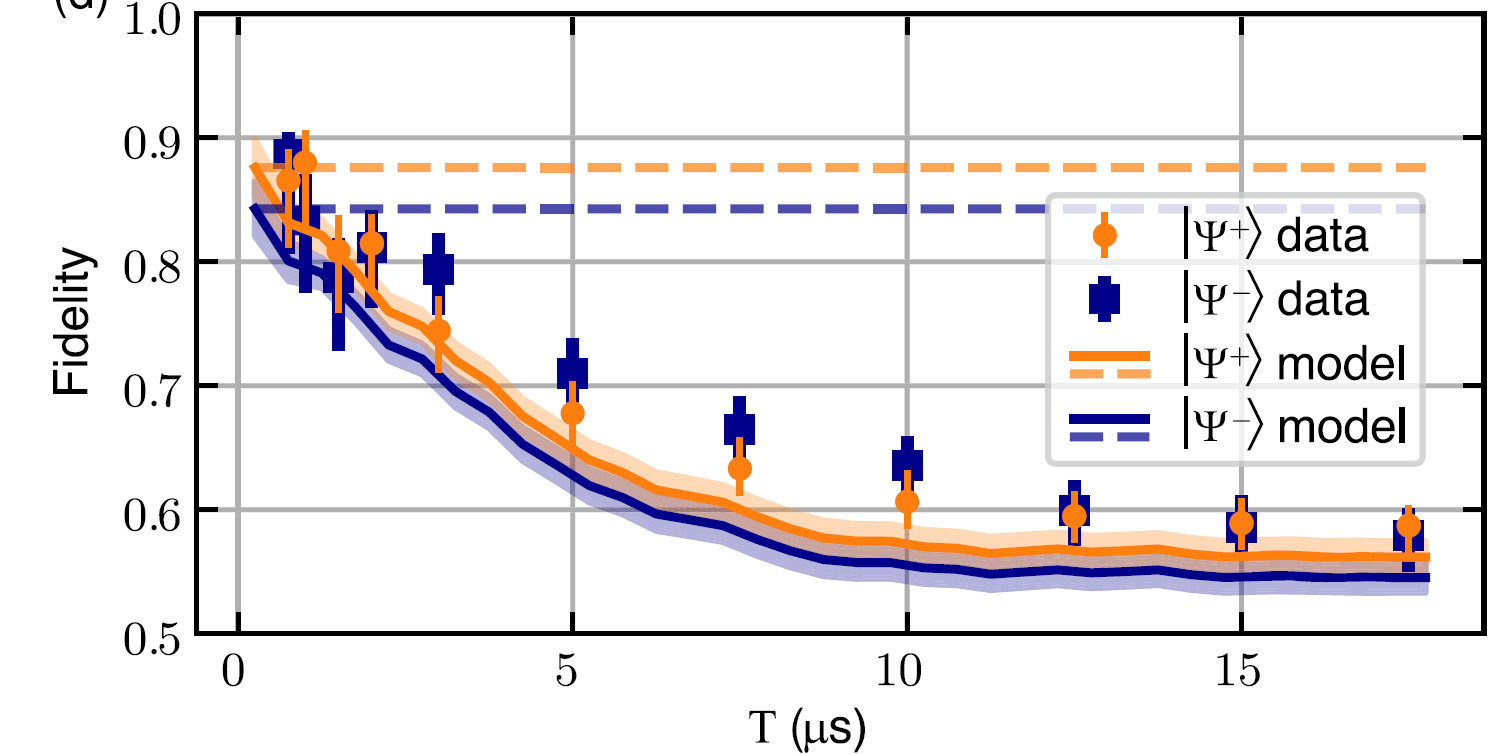 (d)
1.0
0.9
0.8
0.7
0.6
0.5
Fidelity
|Ψ⁺⟩ data
|Ψ⁻⟩ data
|Ψ⁺⟩ model
|Ψ⁻⟩ model
0 5 10 15
T (μs)